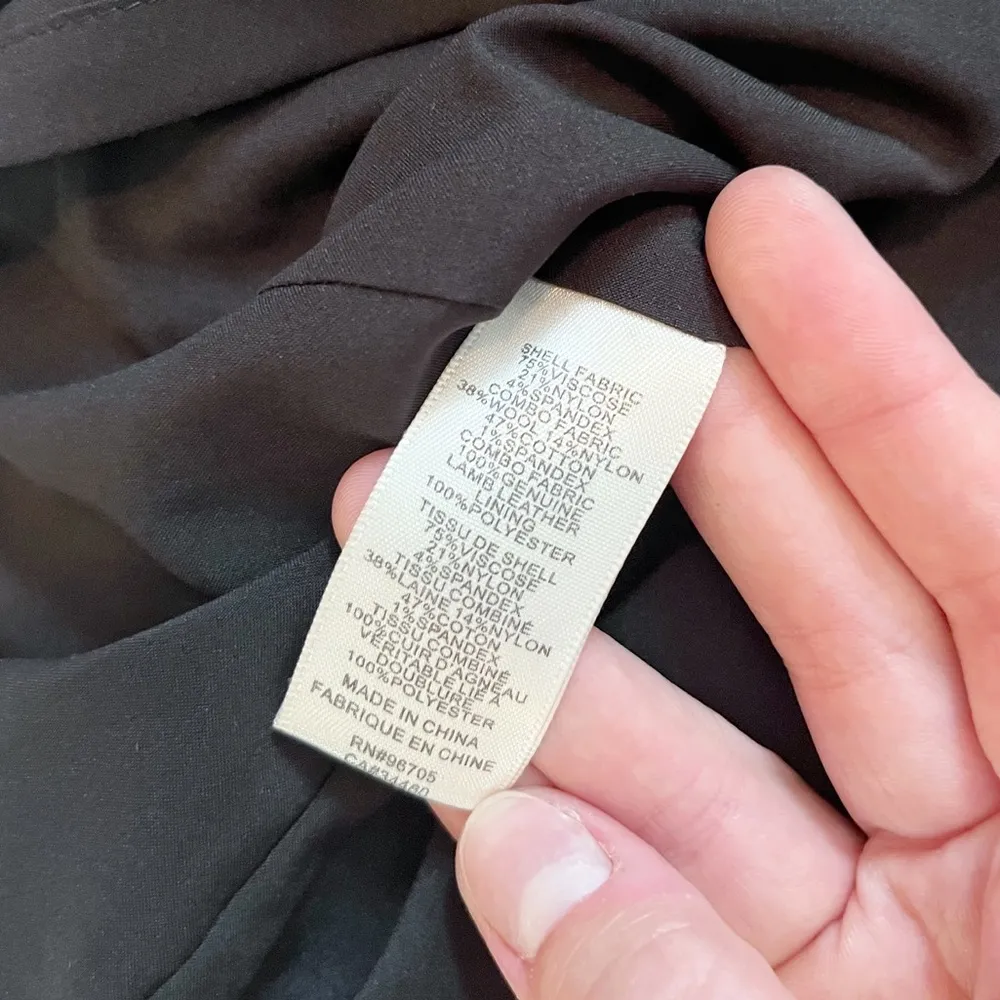 SHELL FABRIC
75%VISCOSE
21%NYLON
4%SPANDEX
COMBO FABRIC
38%WOOL 14%NYLON
47%COTTON
1%SPANDEX
COMBO FABRIC
100%GENUINE
LAMB LEATHER
LINING
100%POLYESTER
TISSU DE SHELL
75%VISCOSE
21%NYLON
4%SPANDEX
TISSU COMBINÉ
38%LAINE 14%NYLON
47%COTON
1%SPANDEX
TISSU COMBINÉ
100%CUIR
VÉRITABLE
D'AGNEAU
DOUBLURE
100%POLYESTER
MADE IN CHINA
FABRIQUE EN CHINE
RN#96705